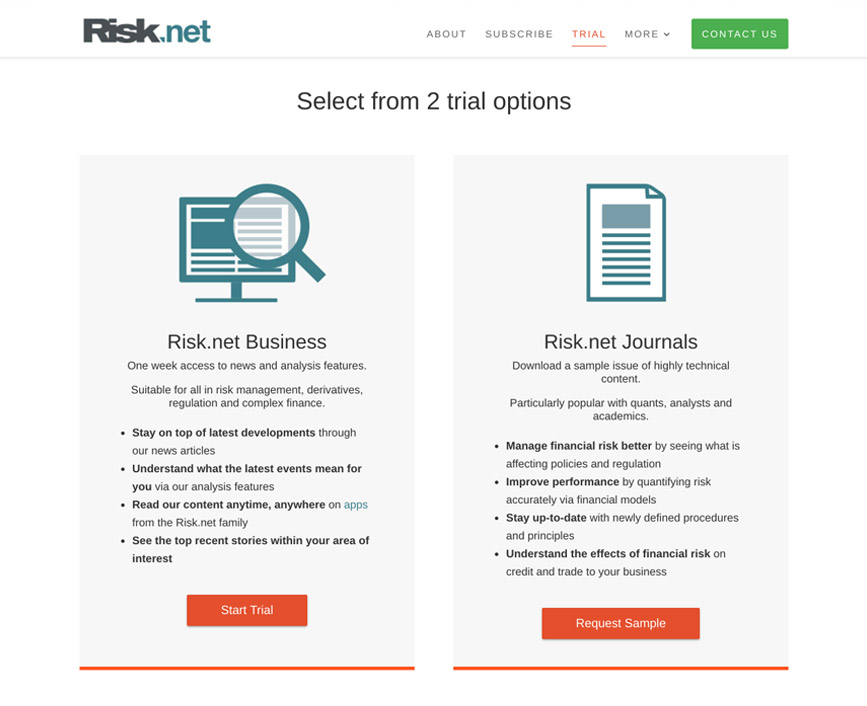 Risk.net
ABOUT SUBSCRIBE TRIAL MORE CONTACT US
Select from 2 trial options
Risk.net Business
One week access to news and analysis features.
Suitable for all in risk management, derivatives,
regulation and complex finance.
• Stay on top of latest developments through
our news articles
• Understand what the latest events mean for
you via our analysis features
• Read our content anytime, anywhere on apps
from the Risk.net family
• See the top recent stories within your area of
interest
Start Trial
Risk.net Journals
Download a sample issue of highly technical
content.
Particularly popular with quants, analysts and
academics.
• Manage financial risk better by seeing what is
affecting policies and regulation
• Improve performance by quantifying risk
accurately via financial models
• Stay up-to-date with newly defined procedures
and principles
• Understand the effects of financial risk on
credit and trade to your business
Request Sample